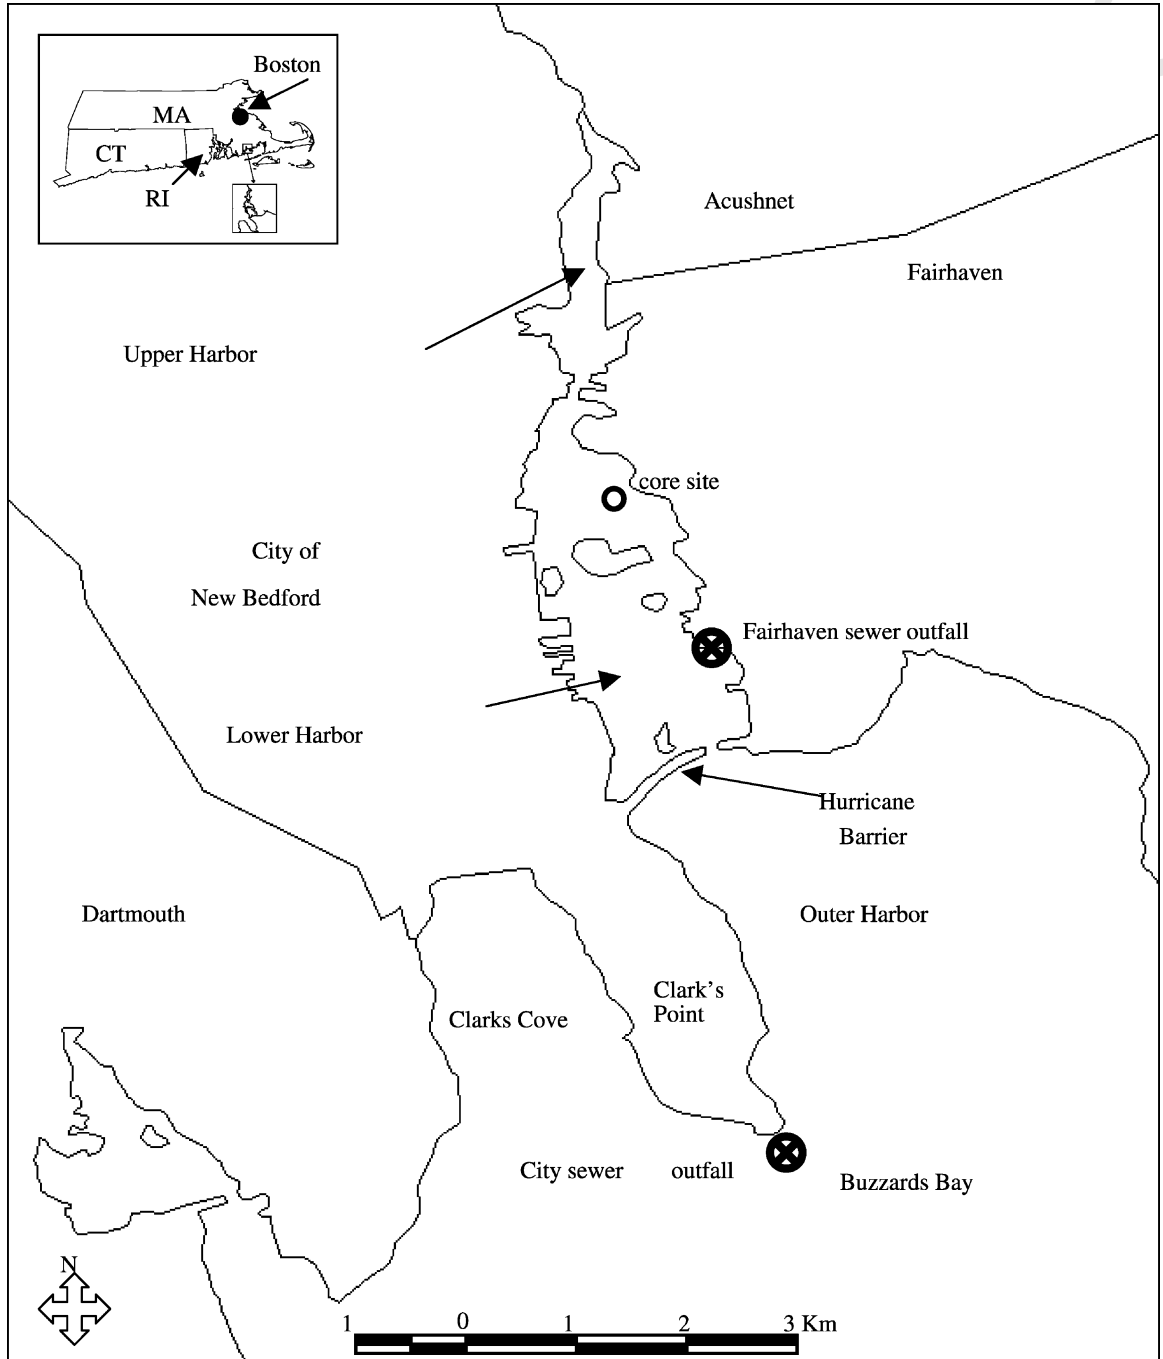 Boston
MA
CT
RI
Acushnet
Fairhaven
Upper Harbor
core site
City of
New Bedford
Fairhaven sewer outfall
Lower Harbor
Hurricane
Barrier
Dartmouth
Outer Harbor
Clark's
Point
Clarks Cove
City sewer outfall
Buzzards Bay
N
1 0 1 2 3 Km